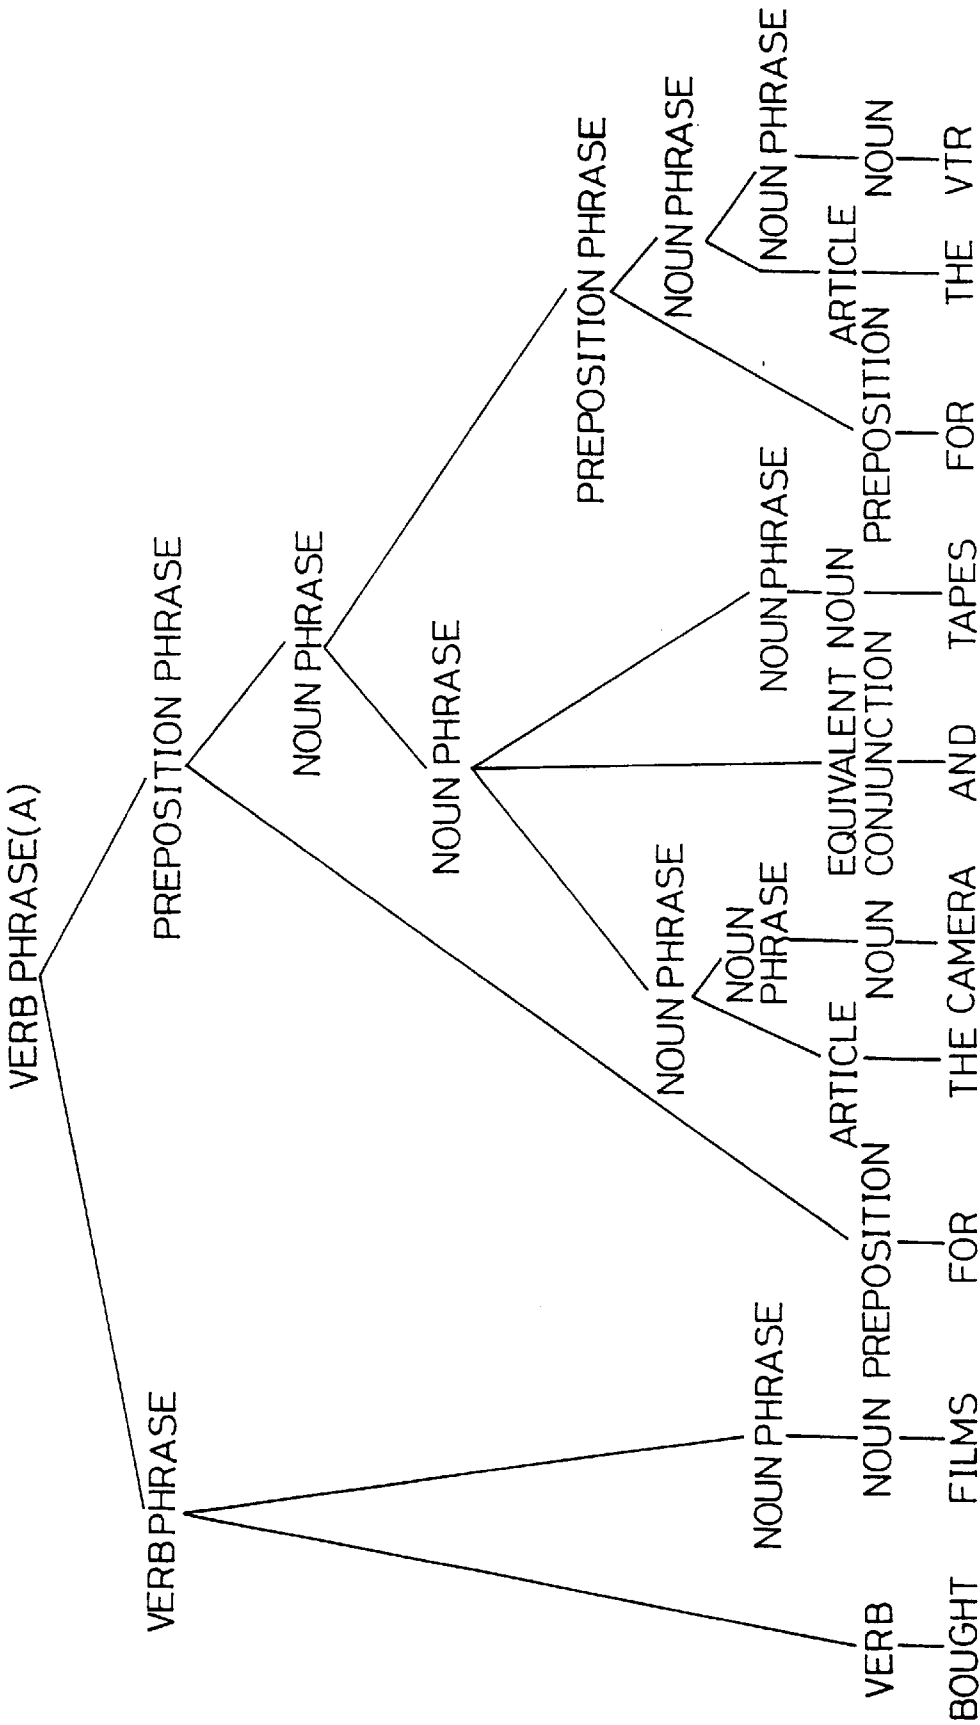 VERB PHRASE(A)
VERB PHRASE
PREPOSITION PHRASE
NOUN PHRASE
NOUN PHRASE
PREPOSITION PHRASE
NOUN PHRASE
NOUN PHRASE
NOUN PHRASE
NOUN
PHRASE
NOUN PHRASE
NOUN PHRASE
VERB
NOUN
PREPOSITION
ARTICLE
NOUN
EQUIVALENT
CONJUNCTION
NOUN
PREPOSITION
ARTICLE
NOUN
BOUGHT FILMS FOR THE CAMERA AND TAPES FOR THE VTR